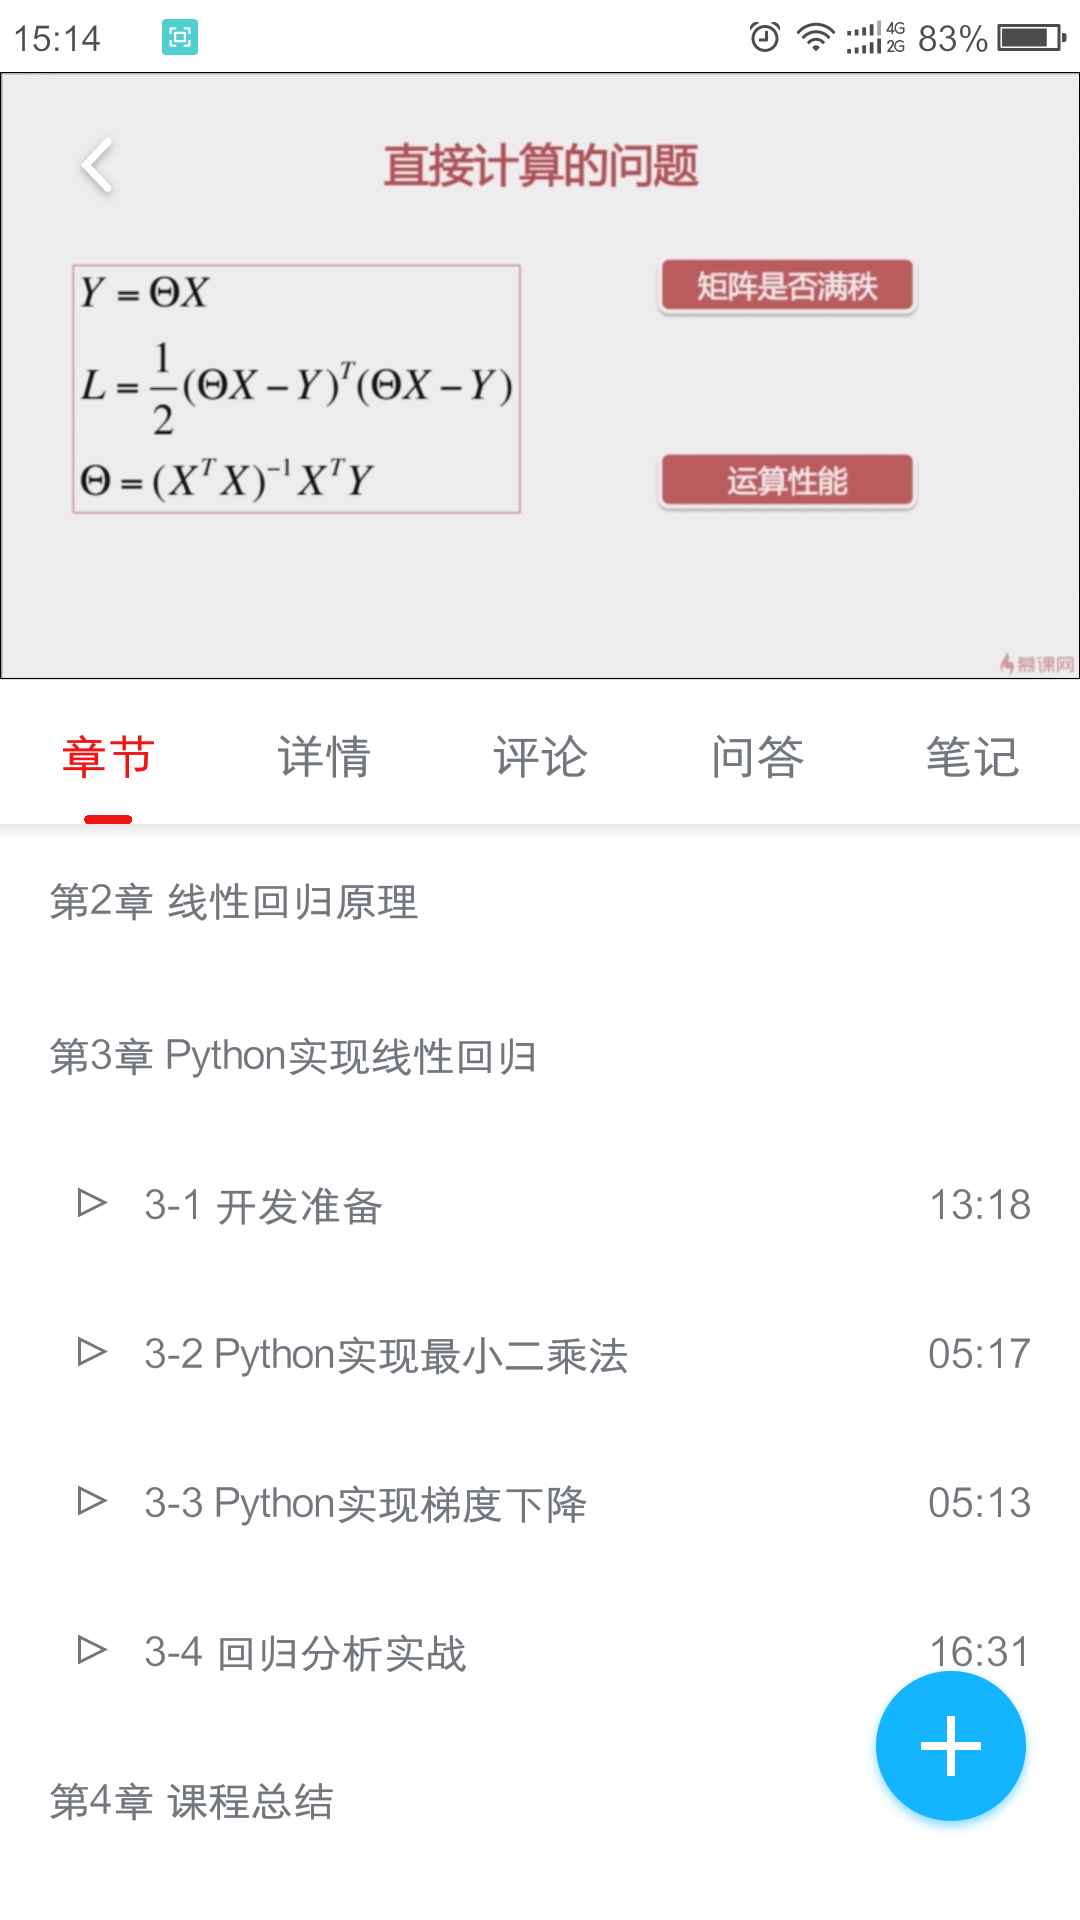 15:14 4G 2G 83%
直接计算的问题
Y = ΘX
矩阵是否满秩
L = 1/2 (ΘX − Y)^T (ΘX − Y)
Θ = (X^T X)^−1 X^T Y
运算性能
慕课网
章节 详情 评论 问答 笔记
第2章 线性回归原理
第3章 Python实现线性回归
3-1 开发准备 13:18
3-2 Python实现最小二乘法 05:17
3-3 Python实现梯度下降 05:13
3-4 回归分析实战 16:31
第4章 课程总结